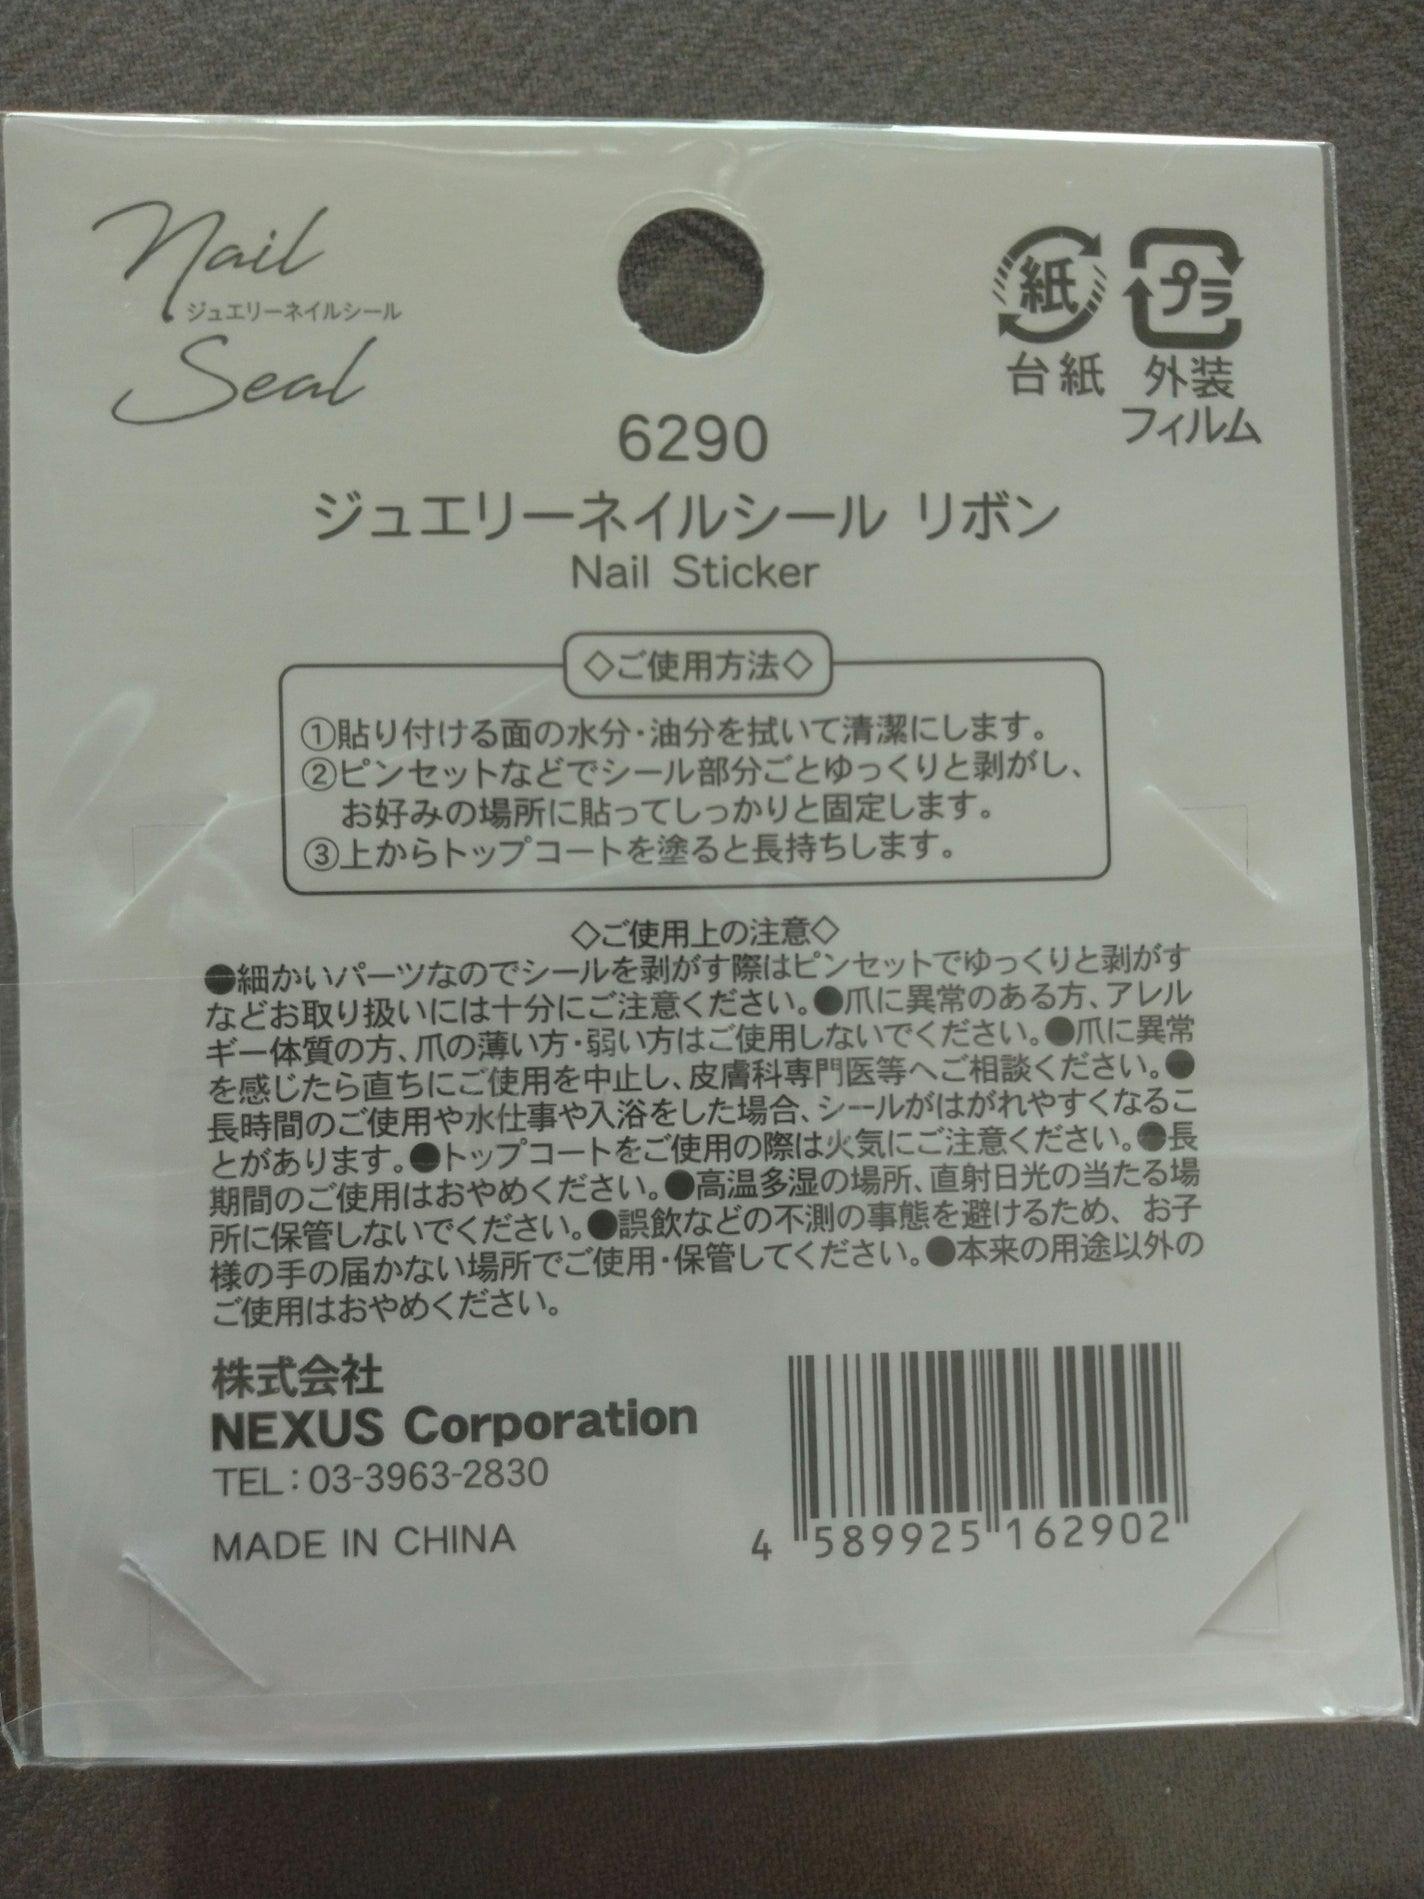 Nail
ジュエリーネイルシール
Seal
紙
台紙
プラ
外装
フィルム
6290
ジュエリーネイルシール リボン
Nail Sticker
◇ご使用方法◇
①貼り付ける面の水分・油分を拭いて清潔にします。
②ピンセットなどでシール部分ごとゆっくりと剥がし、
お好みの場所に貼ってしっかりと固定します。
③上からトップコートを塗ると長持ちします。
◇ご使用上の注意◇
●細かいパーツなのでシールを剥がす際はピンセットでゆっくりと剥がす
などお取り扱いには十分にご注意ください。●爪に異常のある方、アレル
ギー体質の方、爪の薄い方・弱い方はご使用しないでください。●爪に異常
を感じたら直ちにご使用を中止し、皮膚科専門医等へご相談ください。●
長時間のご使用や水仕事や入浴をした場合、シールがはがれやすくなるこ
とがあります。●トップコートをご使用の際は火気にご注意ください。●長
期間のご使用はおやめください。●高温多湿の場所、直射日光の当たる場
所に保管しないでください。●誤飲などの不測の事態を避けるため、お子
様の手の届かない場所でご使用・保管してください。●本来の用途以外の
ご使用はおやめください。
株式会社
NEXUS Corporation
TEL:03-3963-2830
MADE IN CHINA
4 589925 162902